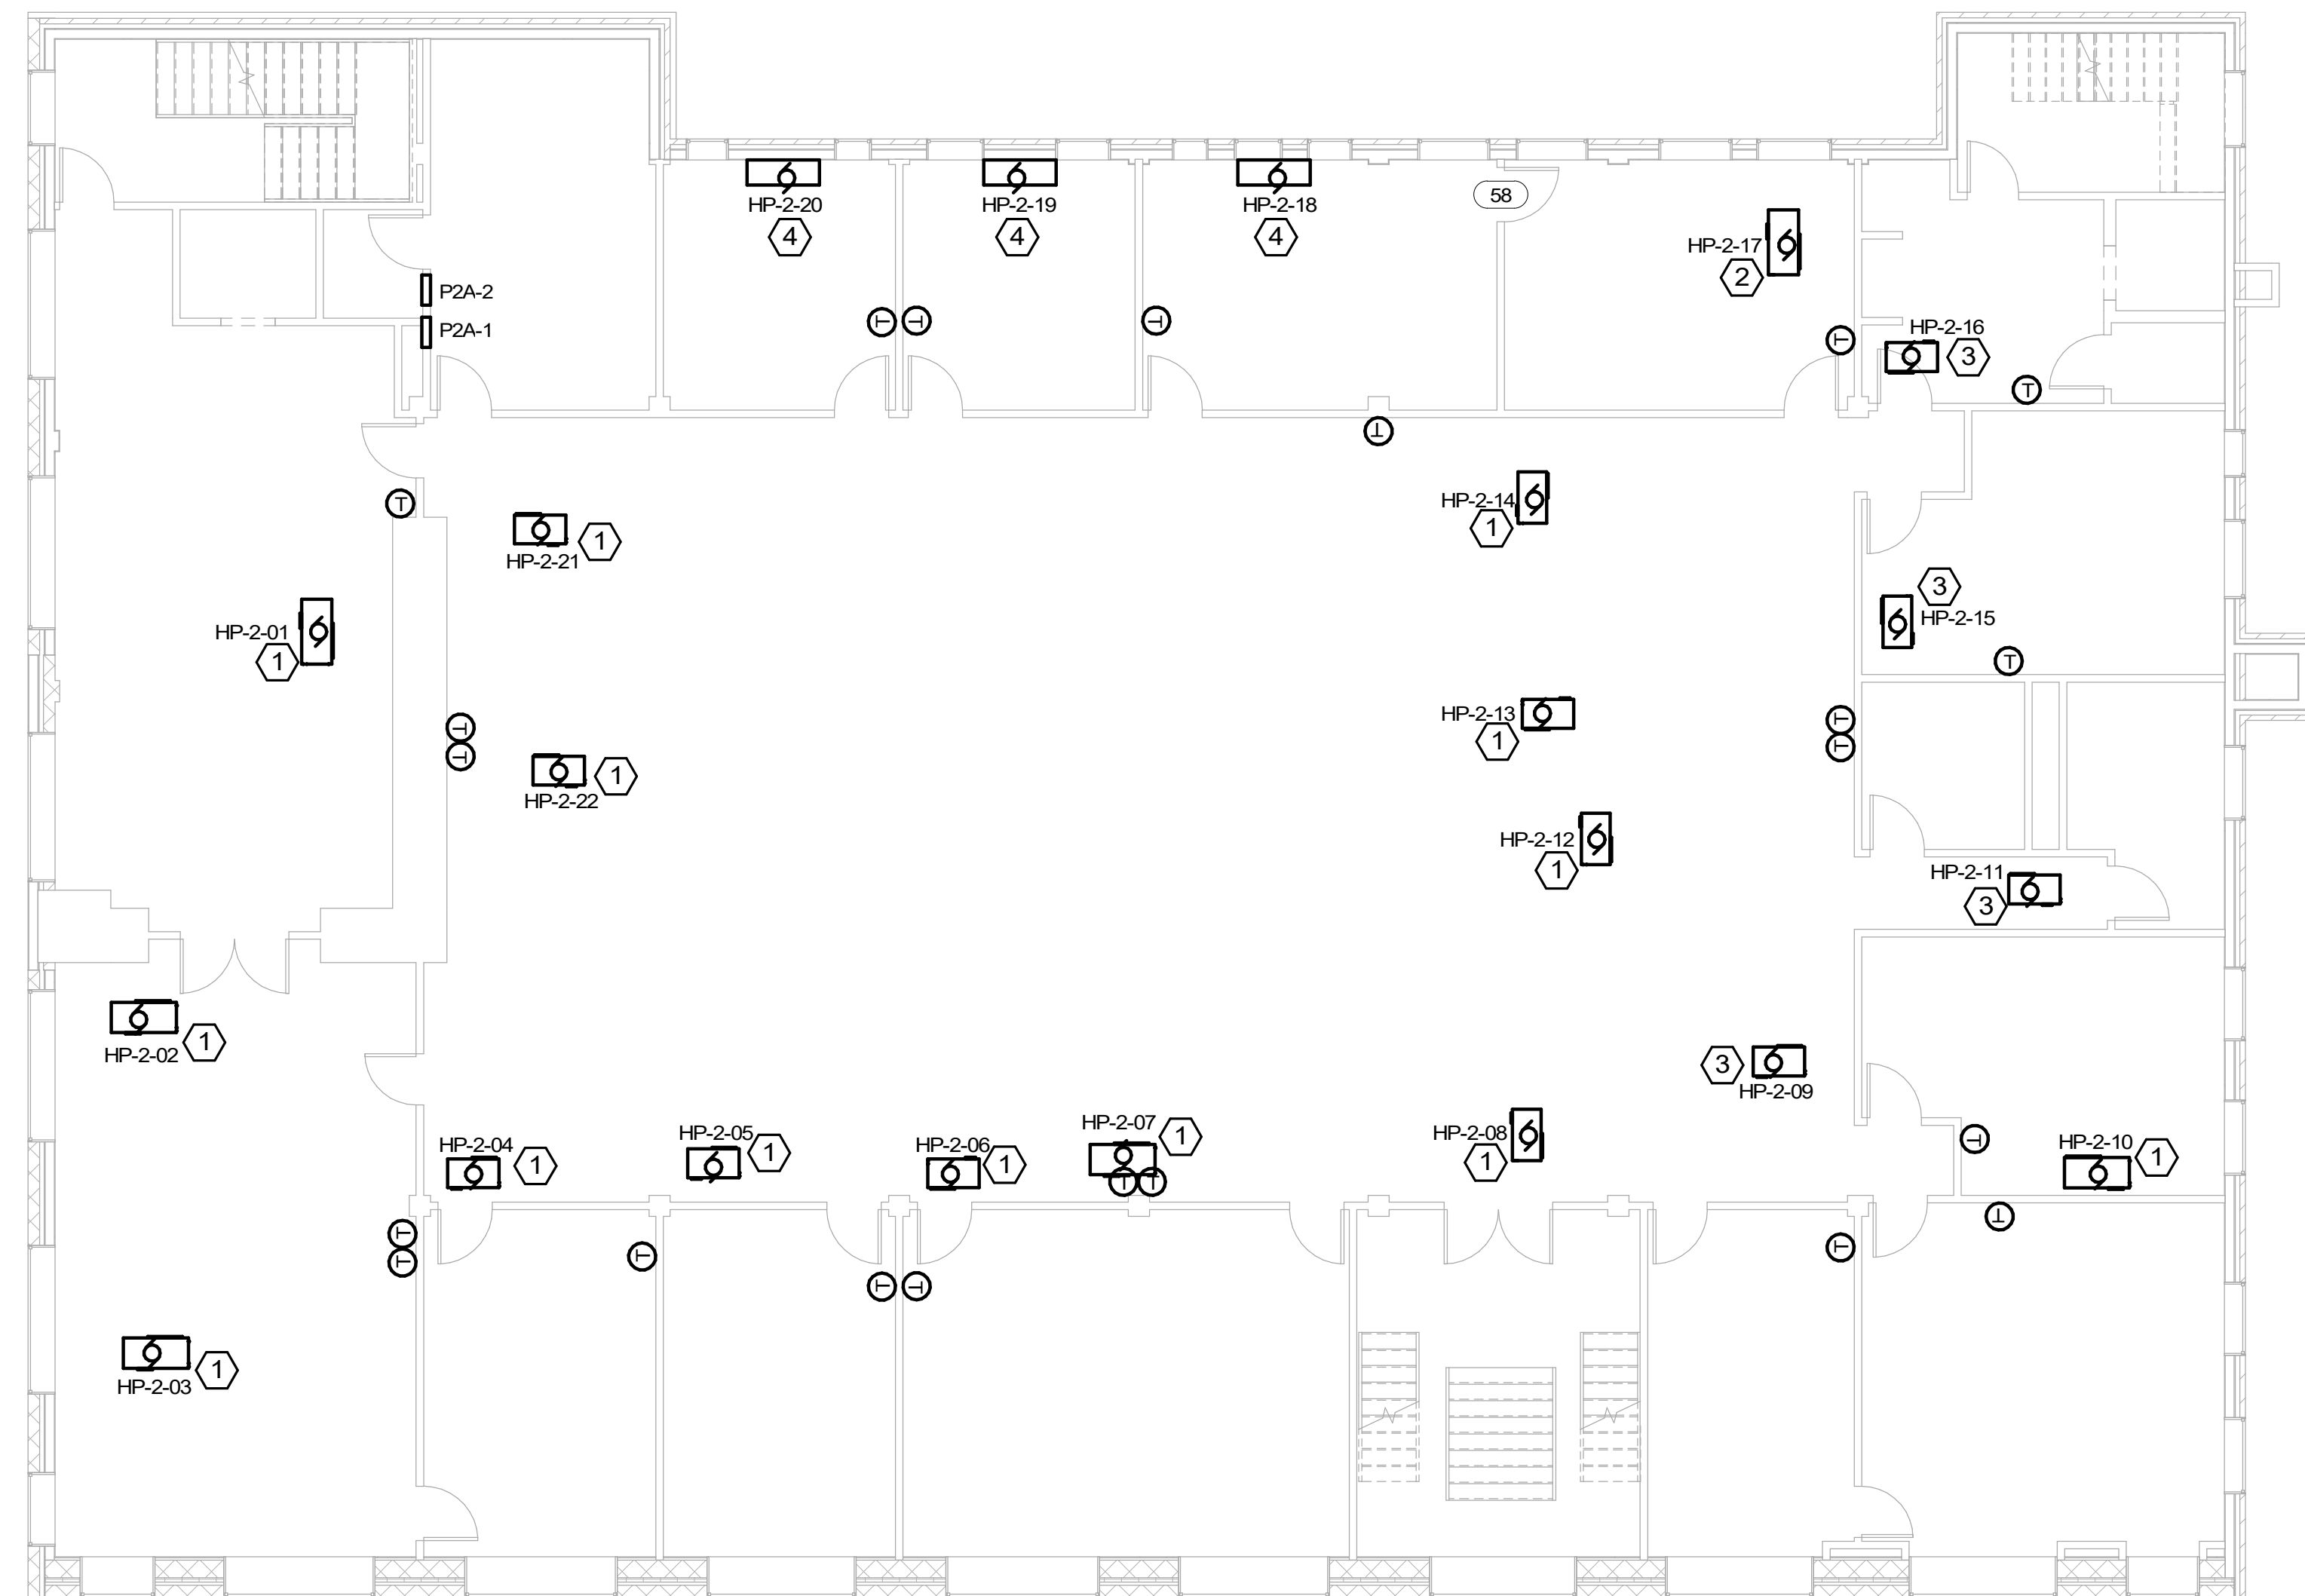 HP-2-20
4
HP-2-19
4
HP-2-18
4
58
HP-2-17
2
P2A-2
P2A-1
T
T
T
T
HP-2-16
3
T
T
T
HP-2-21
1
HP-2-14
1
HP-2-15
3
HP-2-01
1
T
T
T
HP-2-22
1
HP-2-13
1
T
T
HP-2-12
1
HP-2-11
3
HP-2-02
1
3
HP-2-09
HP-2-04
1
HP-2-05
1
HP-2-06
1
HP-2-07
1
T
T
HP-2-08
1
T
HP-2-10
1
T
T
T
T
T
T
T
HP-2-03
1